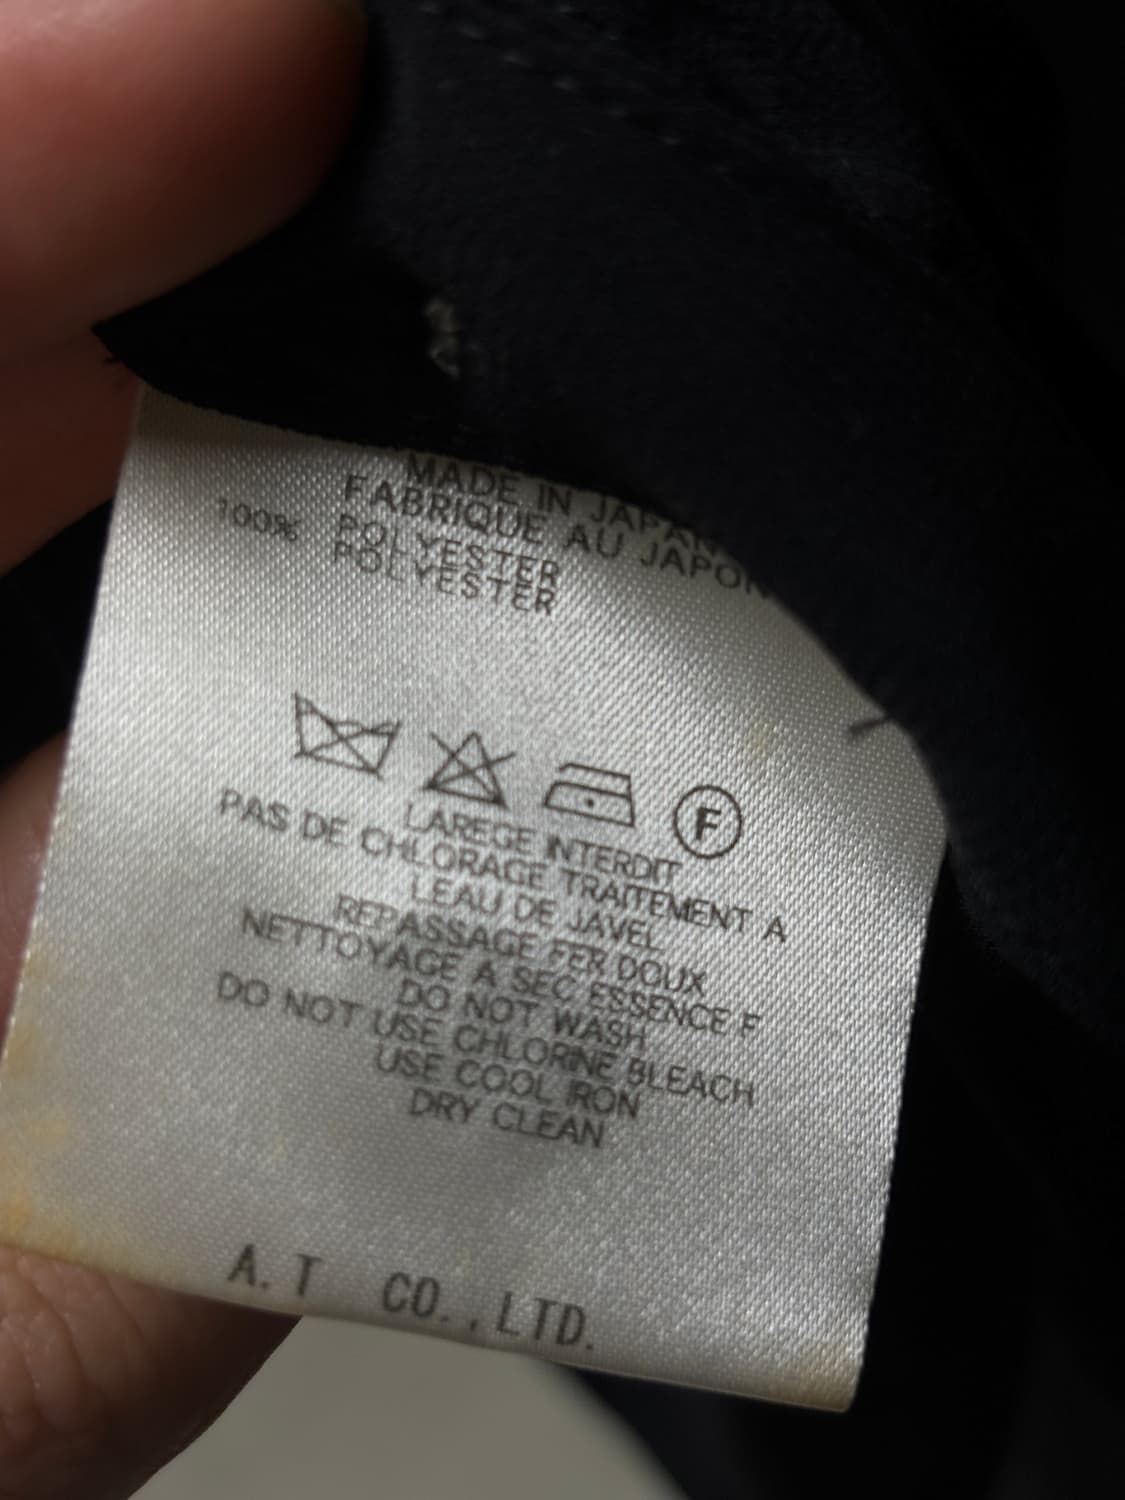 MADE IN JAPAN
FABRIQUE AU JAPON
100% POLYESTER
POLYESTER
F
LAREGE INTERDIT
PAS DE CHLORAGE TRAITEMENT A
LEAU DE JAVEL
REPASSAGE FER DOUX
NETTOYAGE A SEC ESSENCE F
DO NOT WASH
DO NOT USE CHLORINE BLEACH
USE COOL IRON
DRY CLEAN
A.T CO.,LTD.